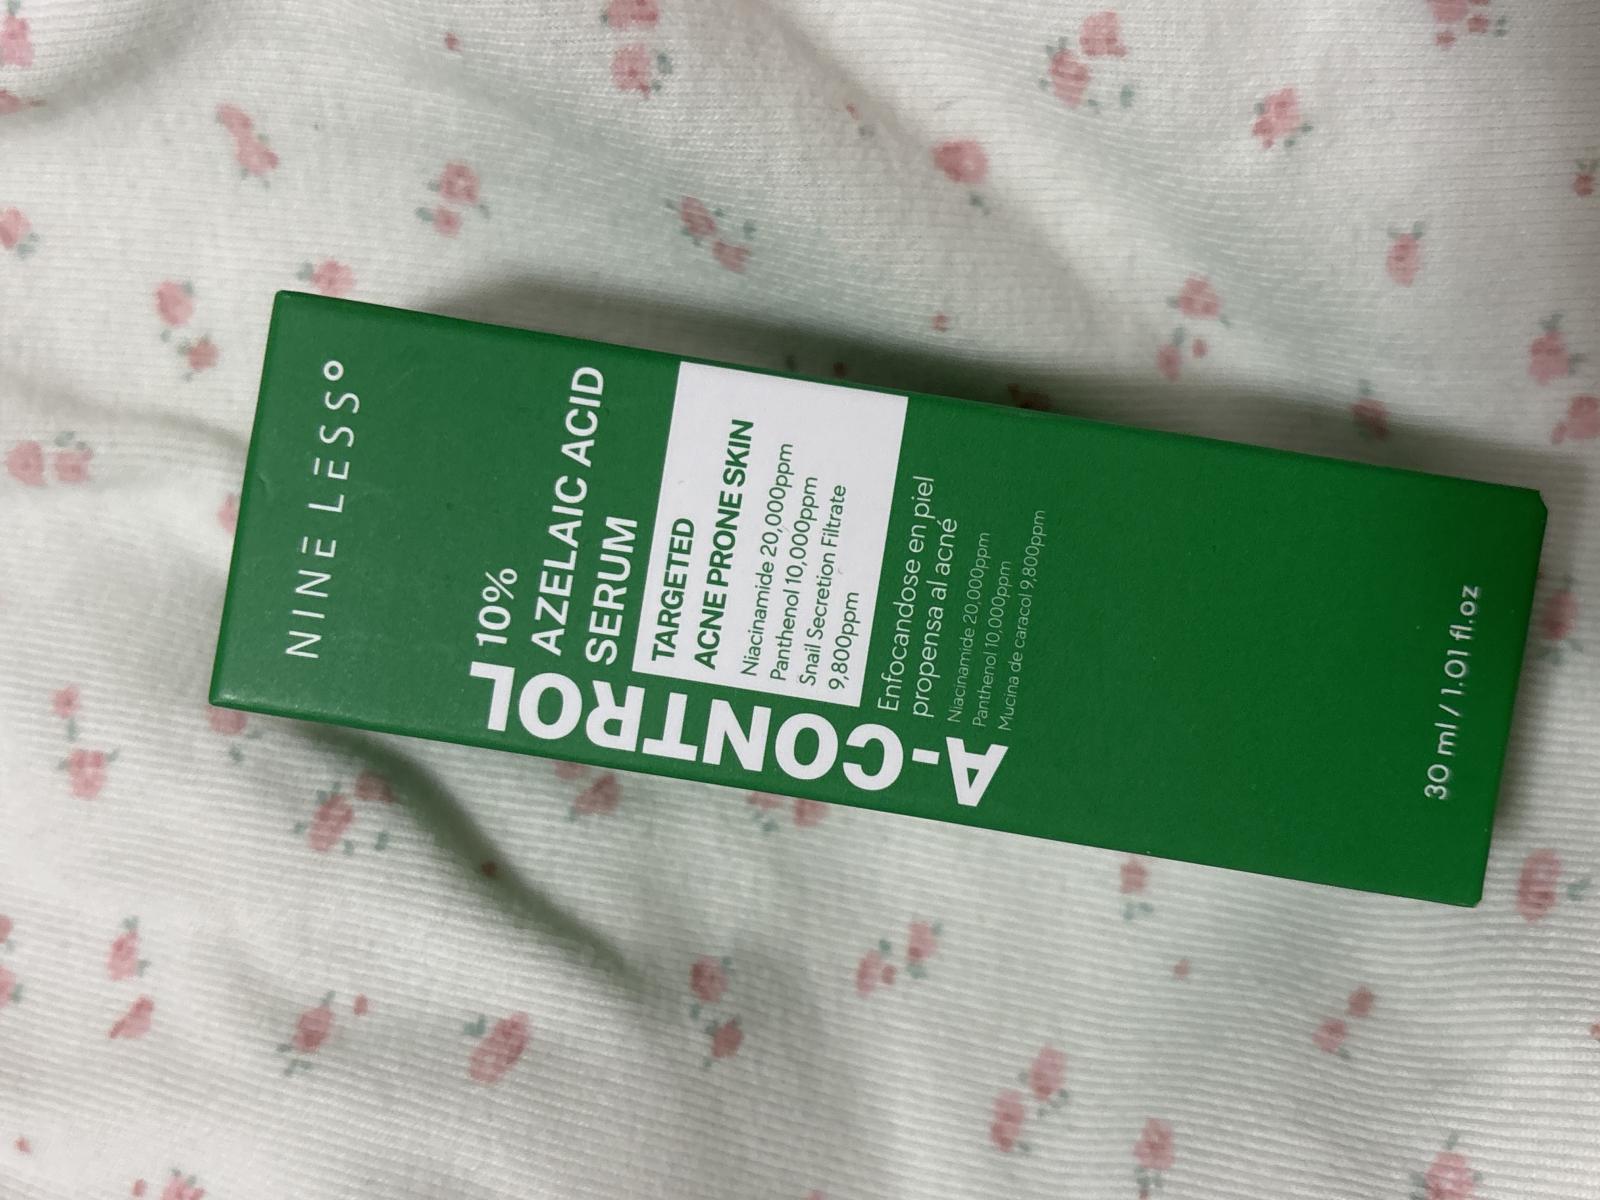 NINE LESS°
A-CONTROL
10%
AZELAIC ACID
SERUM
TARGETED
ACNE PRONE SKIN
Niacinamide 20,000ppm
Panthenol 10,000ppm
Snail Secretion Filtrate
9,800ppm
Enfocandose en piel
propensa al acné
Niacinamide 20,000ppm
Panthenol 10,000ppm
Mucina de caracol 9,800ppm
30 ml / 1.01 fl.oz